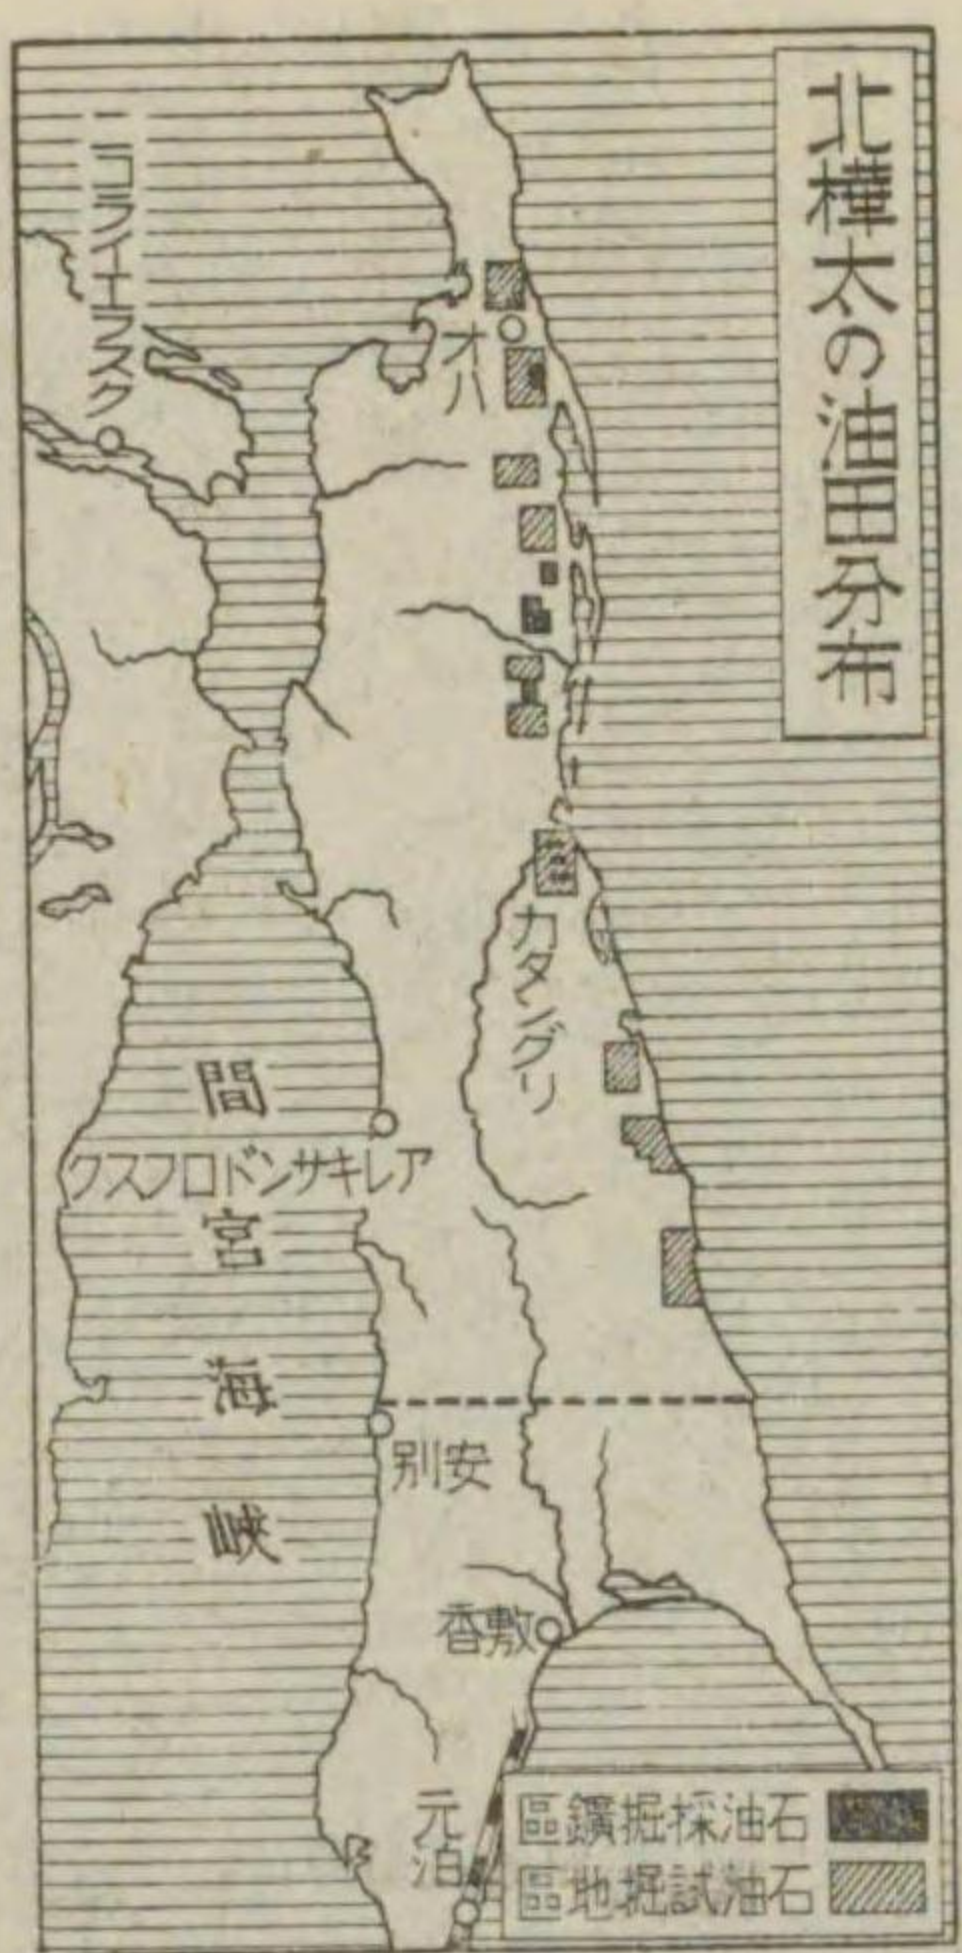 北樺太の油田分布
ニコライエフスク
オハ
カタングリ
間宮海峡
アレキサンドロフスク
安別
敷香
元泊
石油採掘鑛區
石油試掘地區